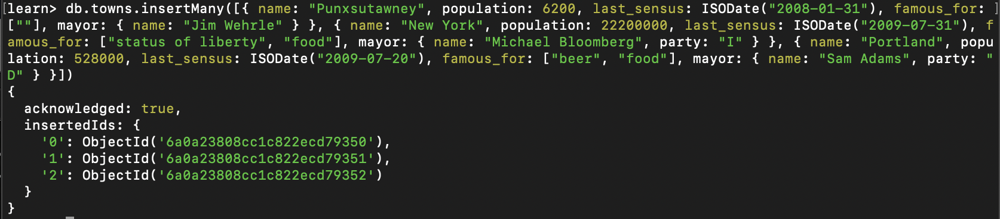 [learn> db.towns.insertMany([{ name: "Punxsutawney", population: 6200, last_sensus: ISODate("2008-01-31"), famous_for: ]
[""], mayor: { name: "Jim Wehrle" } }, { name: "New York", population: 22200000, last_sensus: ISODate("2009-07-31"), f
amous_for: ["status of liberty", "food"], mayor: { name: "Michael Bloomberg", party: "I" } }, { name: "Portland", popu
lation: 528000, last_sensus: ISODate("2009-07-20"), famous_for: ["beer", "food"], mayor: { name: "Sam Adams", party: "
D" } }])
{
  acknowledged: true,
  insertedIds: {
    '0': ObjectId('6a0a23808cc1c822ecd79350'),
    '1': ObjectId('6a0a23808cc1c822ecd79351'),
    '2': ObjectId('6a0a23808cc1c822ecd79352')
  }
}